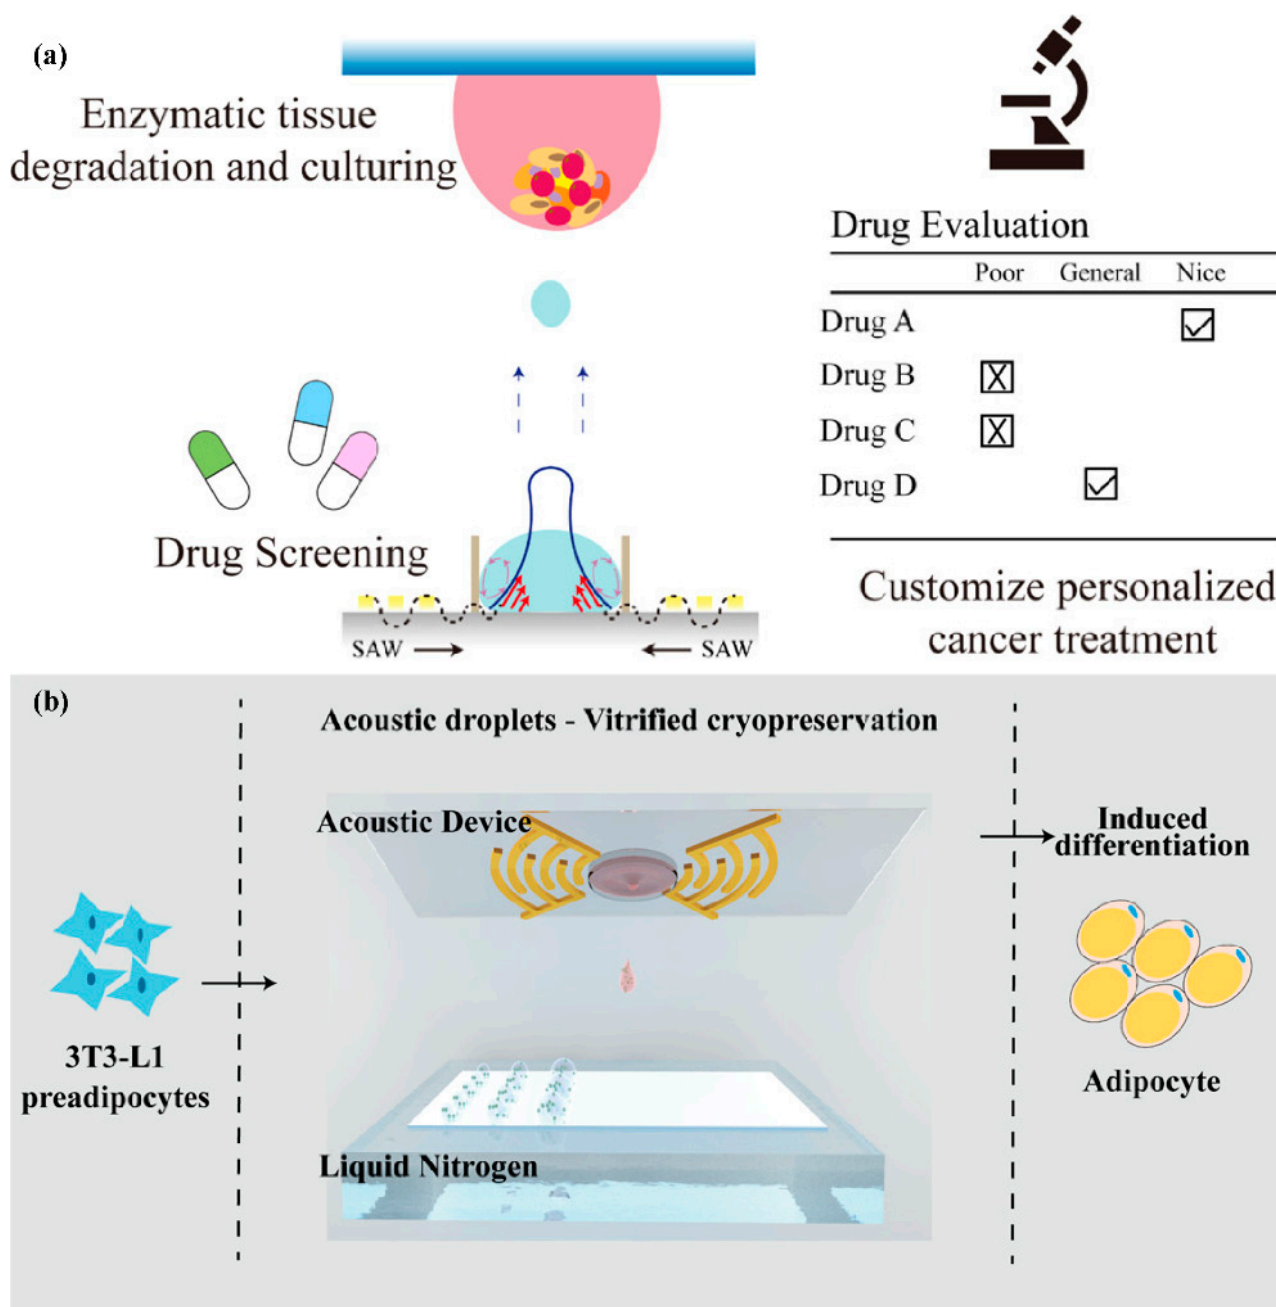 (a)
Enzymatic tissue
degradation and culturing
Drug Screening
SAW
SAW
Drug Evaluation
Poor General Nice
Drug A
Drug B
Drug C
Drug D
Customize personalized
cancer treatment
(b)
Acoustic droplets - Vitrified cryopreservation
Acoustic Device
Liquid Nitrogen
3T3-L1
preadipocytes
Induced
differentiation
Adipocyte